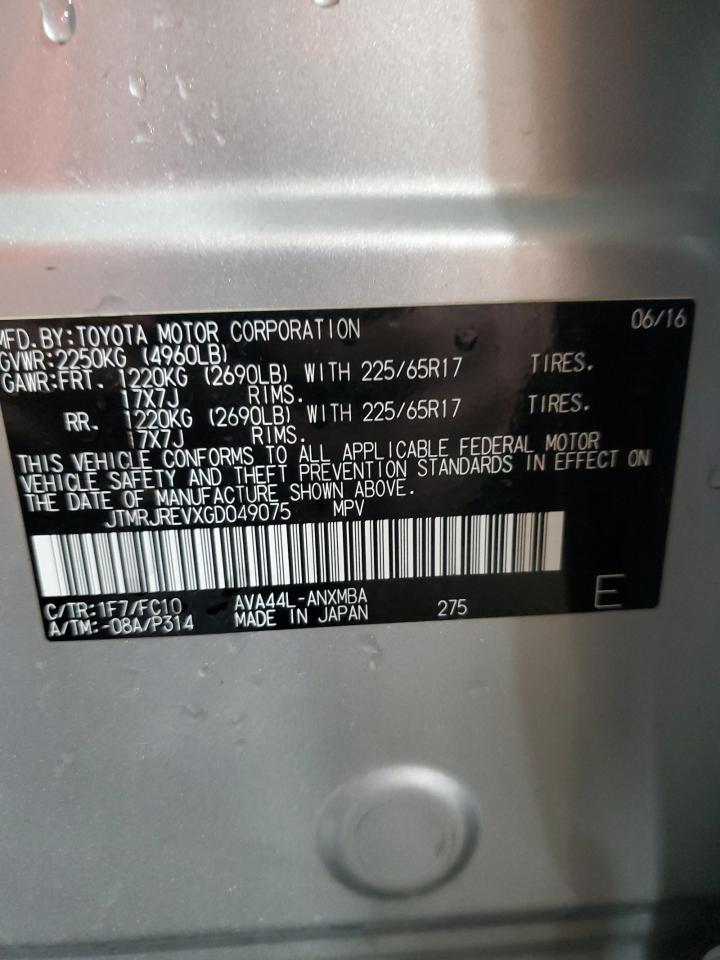 MFD.BY:TOYOTA MOTOR CORPORATION 06/16
GVWR:2250KG (4960LB)
GAWR:FRT. 1220KG (2690LB) WITH 225/65R17 TIRES.
17X7J RIMS.
RR. 1220KG (2690LB) WITH 225/65R17 TIRES.
17X7J RIMS.
THIS VEHICLE CONFORMS TO ALL APPLICABLE FEDERAL MOTOR
VEHICLE SAFETY AND THEFT PREVENTION STANDARDS IN EFFECT ON
THE DATE OF MANUFACTURE SHOWN ABOVE.
JTMRJREVXGD049075 MPV
C/TR:1F7/FC10 AVA44L-ANXMBA
A/TM:-08A/P314 MADE IN JAPAN 275 E